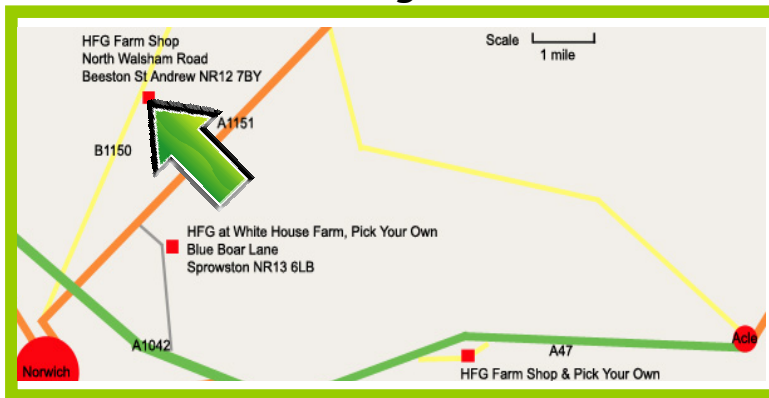 HFG Farm Shop
North Walsham Road
Beeston St Andrew NR12 7BY
Scale
1 mile
A1151
B1150
HFG at White House Farm, Pick Your Own
Blue Boar Lane
Sprowston NR13 6LB
A1042
A47
Acle
Norwich
HFG Farm Shop & Pick Your Own